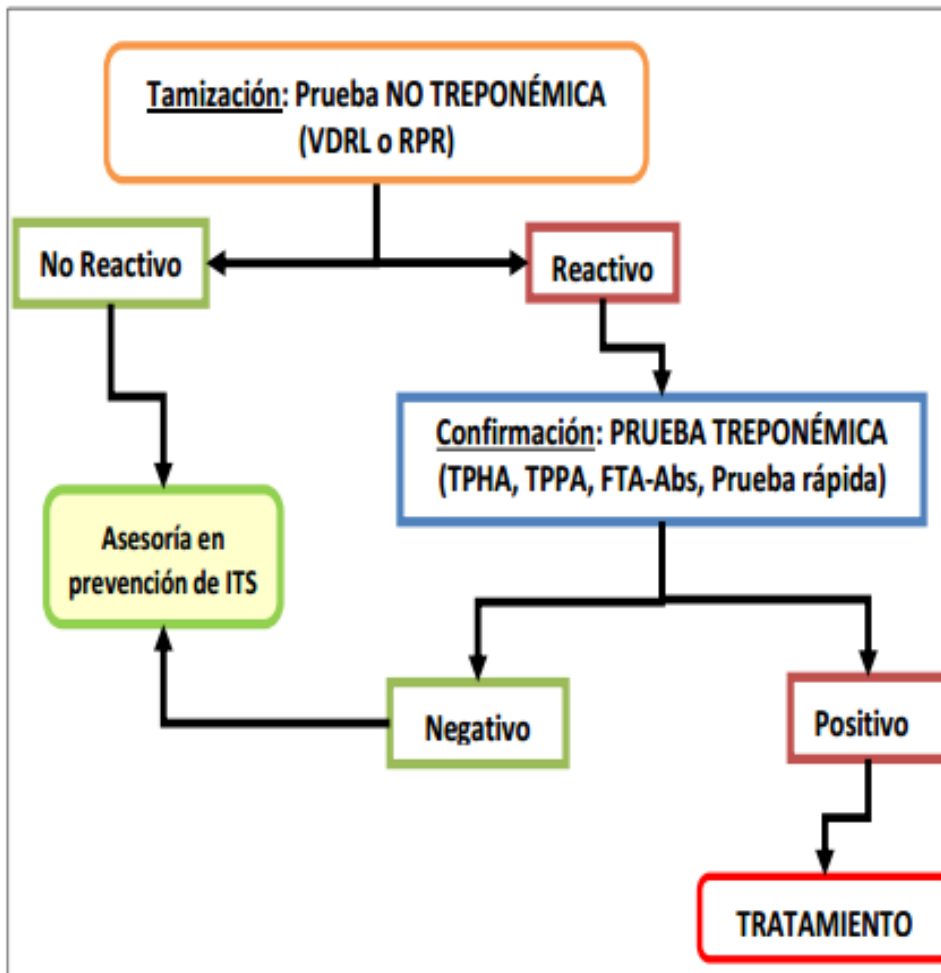 Tamización: Prueba NO TREPONÉMICA
(VDRL o RPR)
No Reactivo
Reactivo
Confirmación: PRUEBA TREPONÉMICA
(TPHA, TPPA, FTA-Abs, Prueba rápida)
Asesoría en
prevención de ITS
Negativo
Positivo
TRATAMIENTO